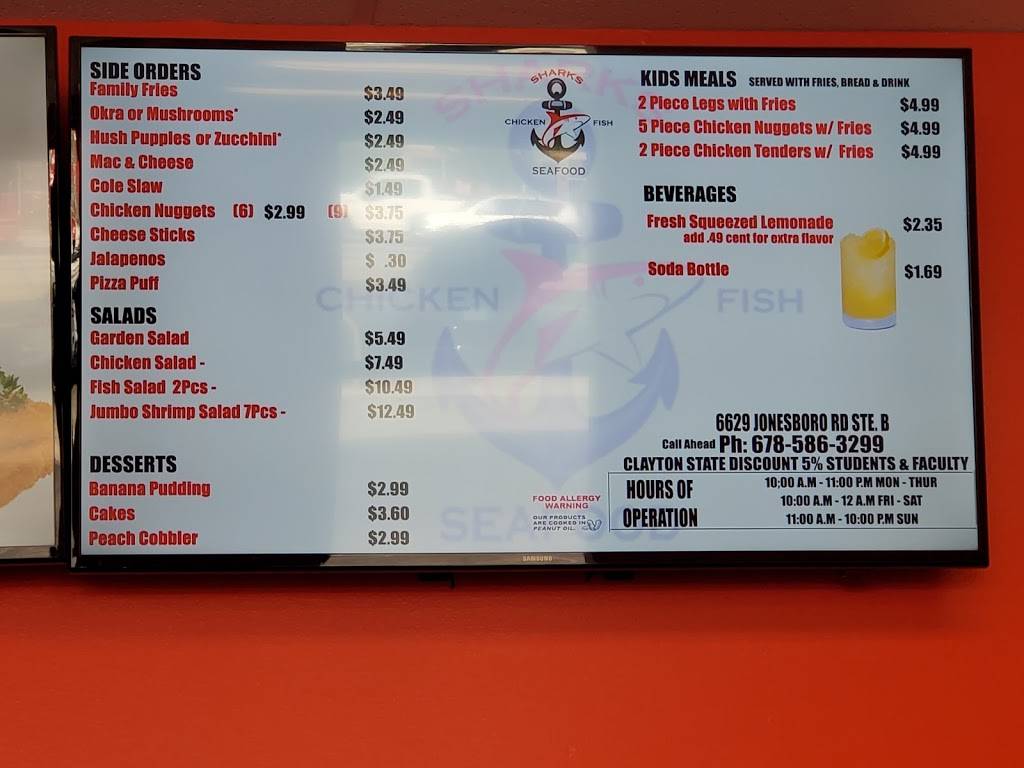 SIDE ORDERS
Family Fries $3.49
Okra or Mushrooms* $2.49
Hush Puppies or Zucchini* $2.49
Mac & Cheese $2.49
Cole Slaw $1.49
Chicken Nuggets (6) $2.99 (9) $3.75
Cheese Sticks $3.75
Jalapenos $ .30
Pizza Puff $3.49
SALADS
Garden Salad $5.49
Chicken Salad - $7.49
Fish Salad 2Pcs - $10.49
Jumbo Shrimp Salad 7Pcs - $12.49
DESSERTS
Banana Pudding $2.99
Cakes $3.60
Peach Cobbler $2.99
SHARKS
CHICKEN FISH
SEAFOOD
SHARKS
CHICKEN FISH
SEAFOOD
FOOD ALLERGY
WARNING
OUR PRODUCTS
ARE COOKED IN
PEANUT OIL.
KIDS MEALS SERVED WITH FRIES, BREAD & DRINK
2 Piece Legs with Fries $4.99
5 Piece Chicken Nuggets w/ Fries $4.99
2 Piece Chicken Tenders w/ Fries $4.99
BEVERAGES
Fresh Squeezed Lemonade $2.35
add .49 cent for extra flavor
Soda Bottle $1.69
6629 JONESBORO RD STE. B
Call Ahead Ph: 678-586-3299
CLAYTON STATE DISCOUNT 5% STUDENTS & FACULTY
HOURS OF
OPERATION
10;00 A.M - 11:00 P.M MON - THUR
10:00 A.M - 12 A.M FRI - SAT
11:00 A.M - 10:00 P.M SUN
SAMSUNG